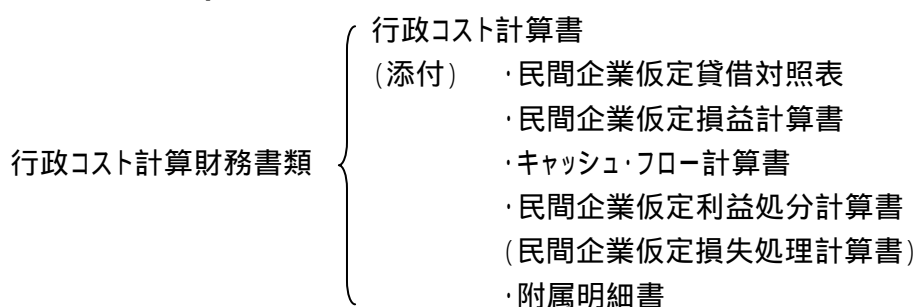 行政コスト計算書
(添付) ・民間企業仮定貸借対照表
・民間企業仮定損益計算書
行政コスト計算財務書類 ・キャッシュ・フロー計算書
・民間企業仮定利益処分計算書
(民間企業仮定損失処理計算書)
・附属明細書